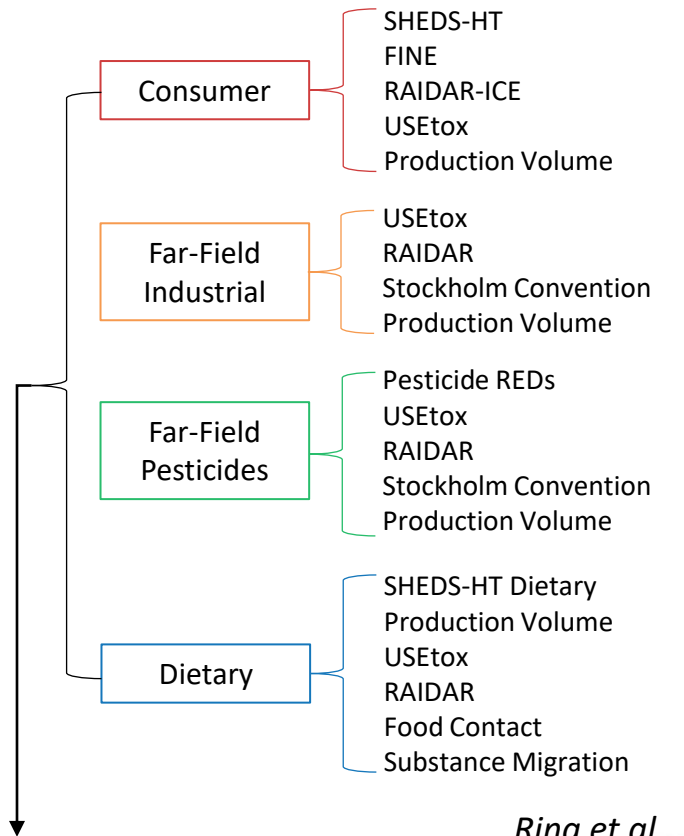 SHEDS-HT
FINE
Consumer
RAIDAR-ICE
USEtox
Production Volume
USEtox
Far-Field
RAIDAR
Industrial
Stockholm Convention
Production Volume
Pesticide REDs
USEtox
Far-Field
RAIDAR
Pesticides
Stockholm Convention
Production Volume
SHEDS-HT Dietary
Production Volume
USEtox
Dietary
RAIDAR
Food Contact
Substance Migration
Ring et al.